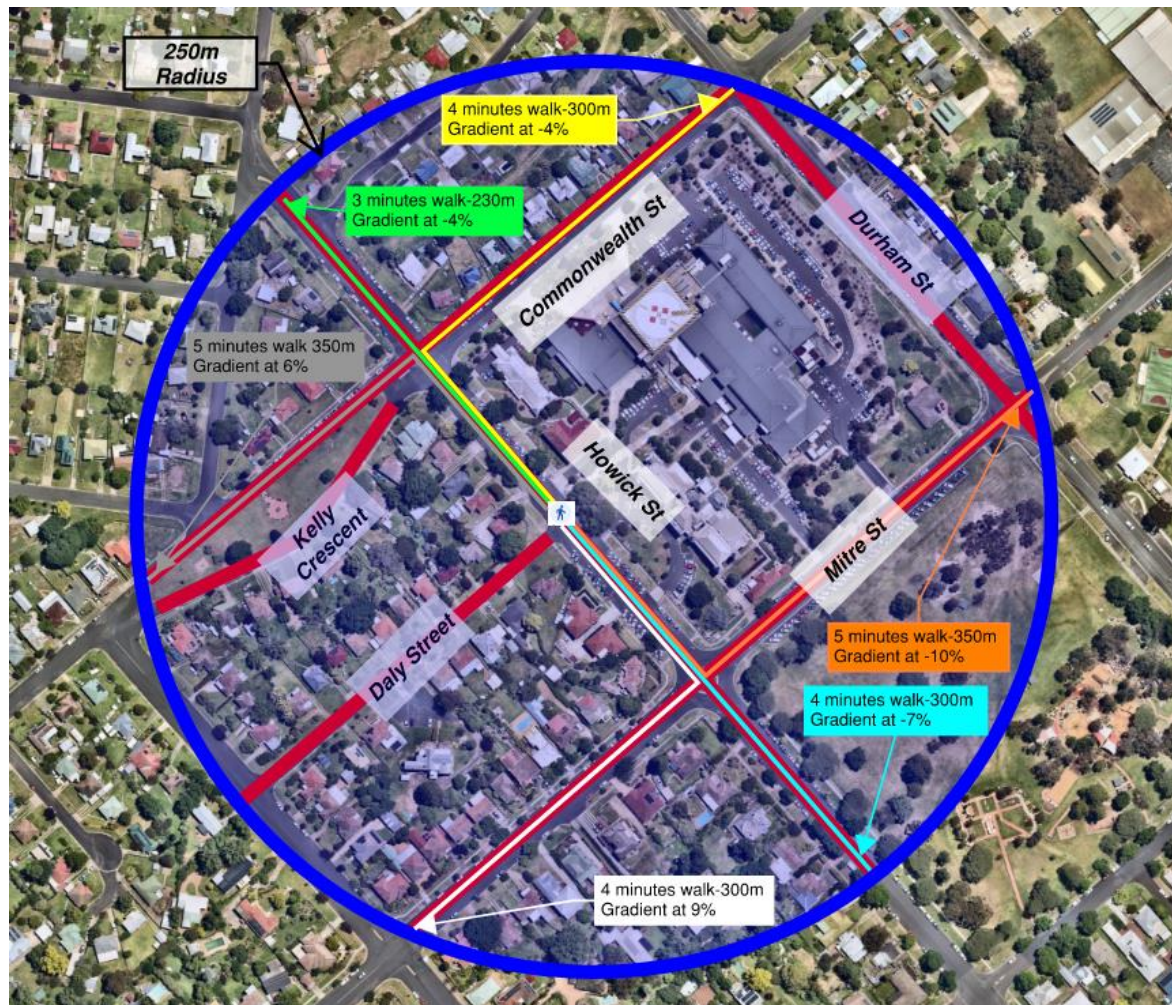 250m
Radius
4 minutes walk-300m
Gradient at -4%
3 minutes walk-230m
Gradient at -4%
Commonwealth St
Durham St
5 minutes walk 350m
Gradient at 6%
Howick St
Kelly
Crescent
Mitre St
Daly Street
5 minutes walk-350m
Gradient at -10%
4 minutes walk-300m
Gradient at -7%
4 minutes walk-300m
Gradient at 9%